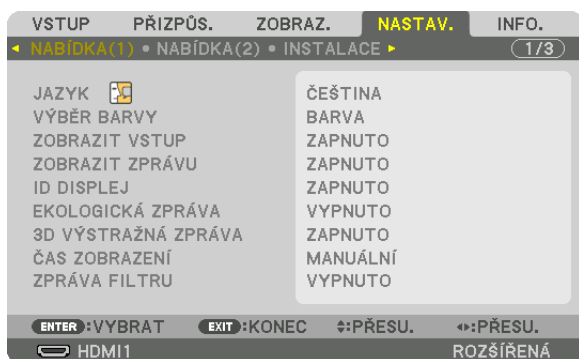 VSTUP PŘIZPŮS. ZOBRAZ. NASTAV. INFO.
NABÍDKA(1) • NABÍDKA(2) • INSTALACE 1/3
JAZYK ČEŠTINA
VÝBĚR BARVY BARVA
ZOBRAZIT VSTUP ZAPNUTO
ZOBRAZIT ZPRÁVU ZAPNUTO
ID DISPLEJ ZAPNUTO
EKOLOGICKÁ ZPRÁVA VYPNUTO
3D VÝSTRAŽNÁ ZPRÁVA ZAPNUTO
ČAS ZOBRAZENÍ MANUÁLNÍ
ZPRÁVA FILTRU VYPNUTO
ENTER :VYBRAT EXIT :KONEC :PŘESU. :PŘESU.
HDMI1 ROZŠÍŘENÁ